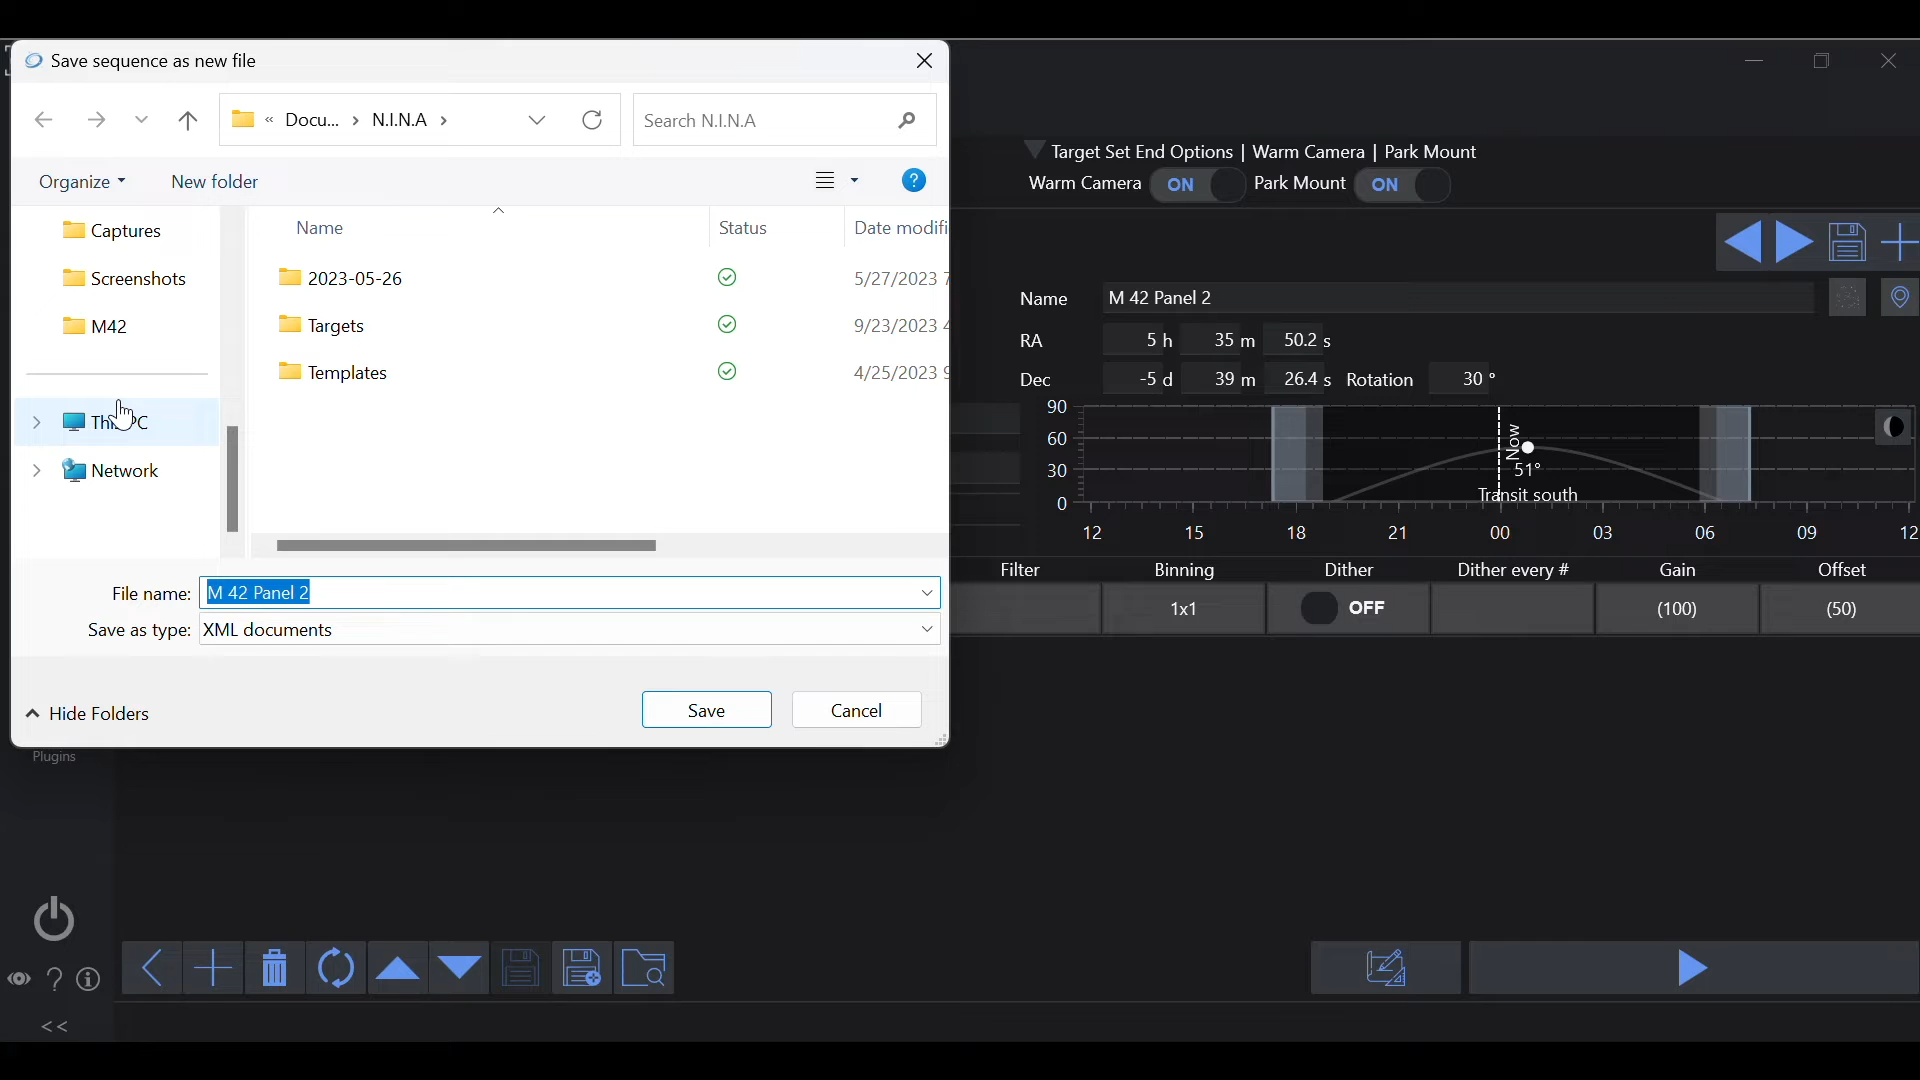 Save sequence as new file
« Docu... › N.I.N.A ›
Search N.I.N.A
Organize
New folder
?
Captures
Screenshots
M42
This PC
Network
Name Status Date modifi
2023-05-26 5/27/2023 7
Targets 9/23/2023 4
Templates 4/25/2023 9
File name: M 42 Panel 2
Save as type: XML documents
Hide Folders
Save
Cancel
Plugins
<<
Target Set End Options | Warm Camera | Park Mount
Warm Camera ON Park Mount ON
Name M 42 Panel 2
RA 5 h 35 m 50.2 s
Dec -5 d 39 m 26.4 s Rotation 30 °
90
60
30
0
Now
51°
Transit south
12 15 18 21 00 03 06 09 12
Filter Binning Dither Dither every # Gain Offset
1x1 OFF (100) (50)